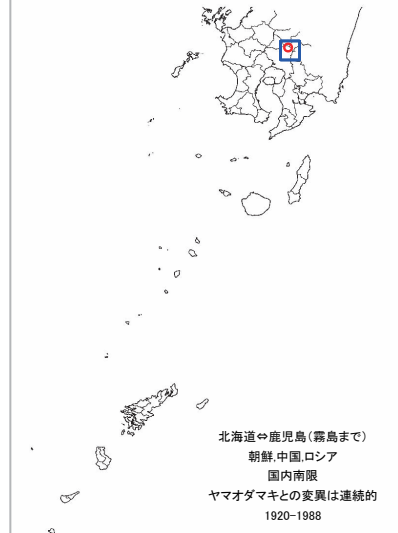 北海道⇔鹿児島(霧島まで)
朝鮮,中国,ロシア
国内南限
ヤマオダマキとの変異は連続的
1920-1988